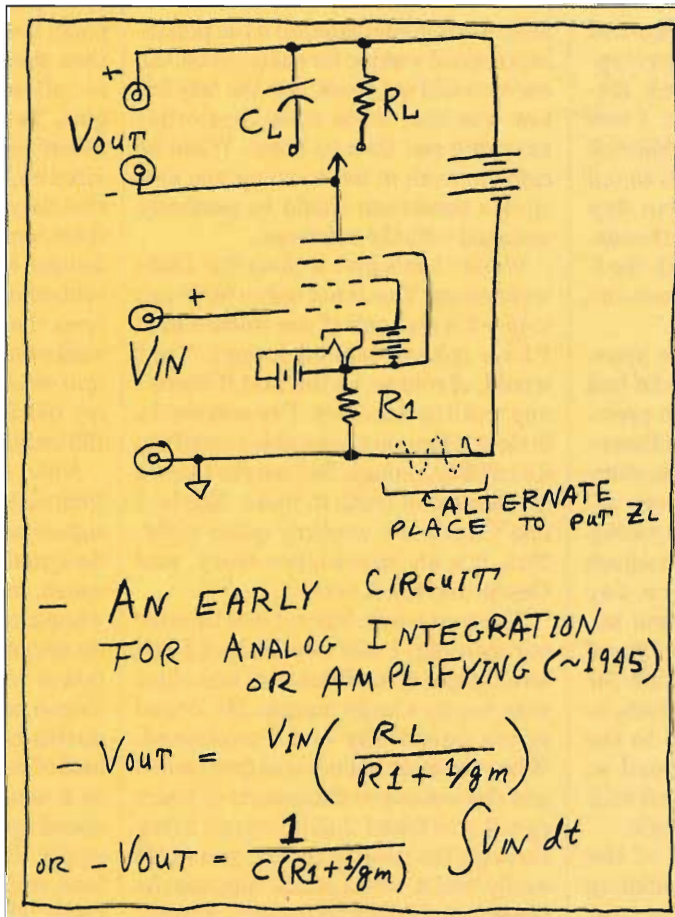 +
CL
RL
VOUT
−
+
VIN
R1
ALTERNATE
PLACE TO PUT ZL
— AN EARLY CIRCUIT
FOR ANALOG INTEGRATION
OR AMPLIFYING (~1945)
— VOUT = VIN (RL / (R1 + 1/gm))
OR − VOUT = 1 / (C(R1 + 1/gm)) ∫ VIN dt